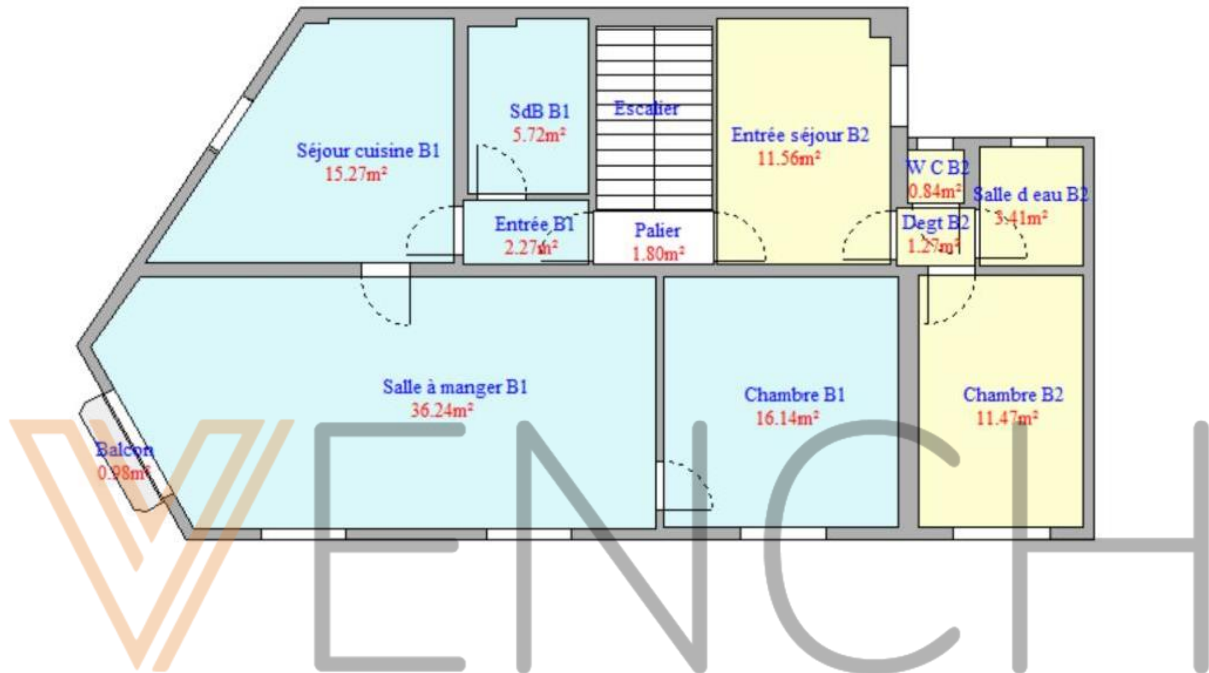 Séjour cuisine B1
15.27m²
SdB B1
5.72m²
Escalier
Entrée séjour B2
11.56m²
W C B2
0.84m²
Salle d eau B2
3.41m²
Entrée B1
2.27m²
Palier
1.80m²
Degt B2
1.27m²
Salle à manger B1
36.24m²
Chambre B1
16.14m²
Chambre B2
11.47m²
Balcon
0.98m²
VENCH